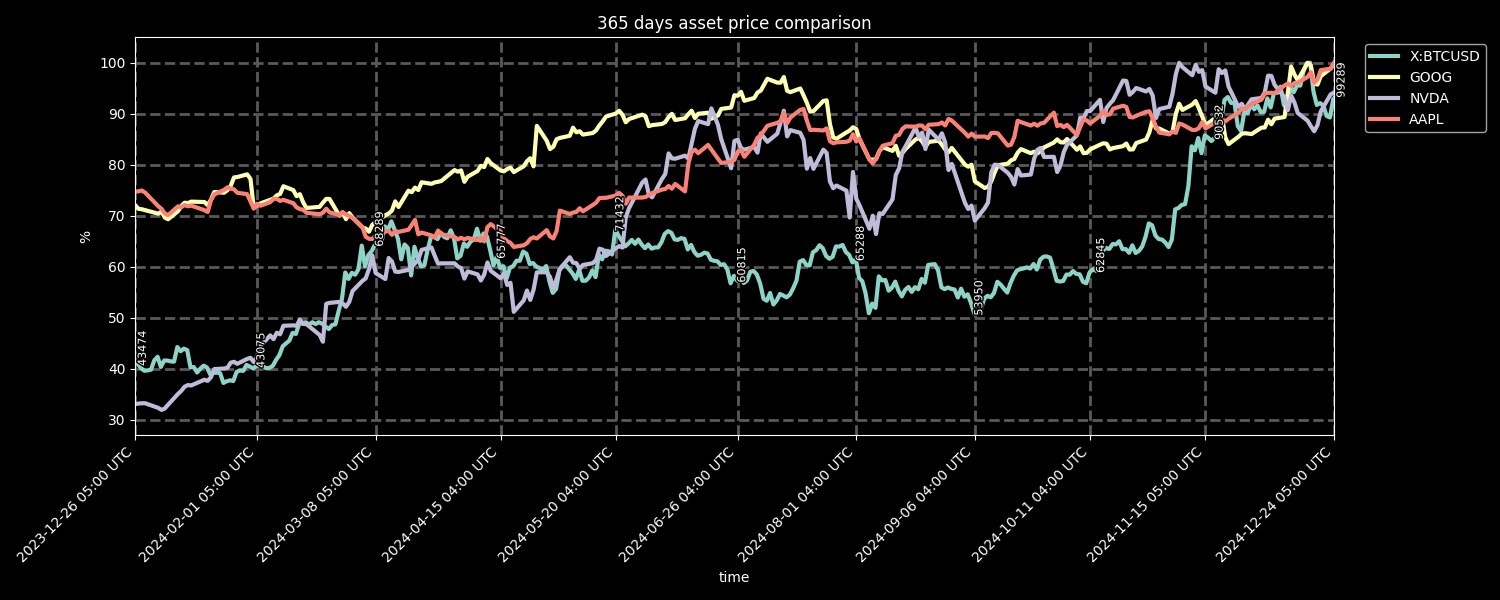 365 days asset price comparison
X:BTCUSD
GOOG
NVDA
AAPL
100
90
80
70
60
50
40
30
%
43474
43075
68289
65777
71432
60815
65288
53950
62845
90532
99289
2023-12-26 05:00 UTC
2024-02-01 05:00 UTC
2024-03-08 05:00 UTC
2024-04-15 04:00 UTC
2024-05-20 04:00 UTC
2024-06-26 04:00 UTC
2024-08-01 04:00 UTC
2024-09-06 04:00 UTC
2024-10-11 04:00 UTC
2024-11-15 05:00 UTC
2024-12-24 05:00 UTC
time